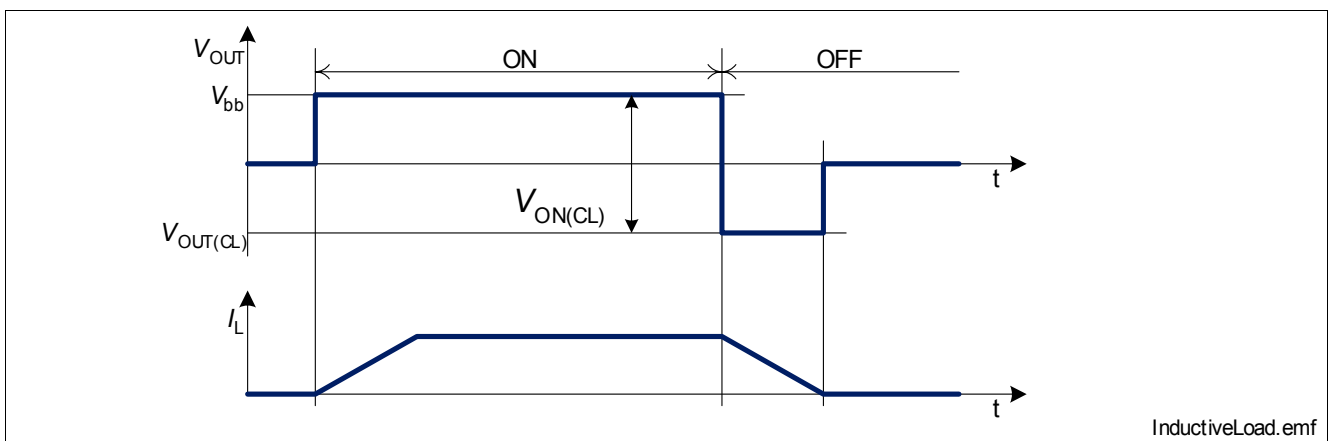 VOUT
ON
OFF
Vbb
t
VON(CL)
VOUT(CL)
IL
t
InductiveLoad.emf